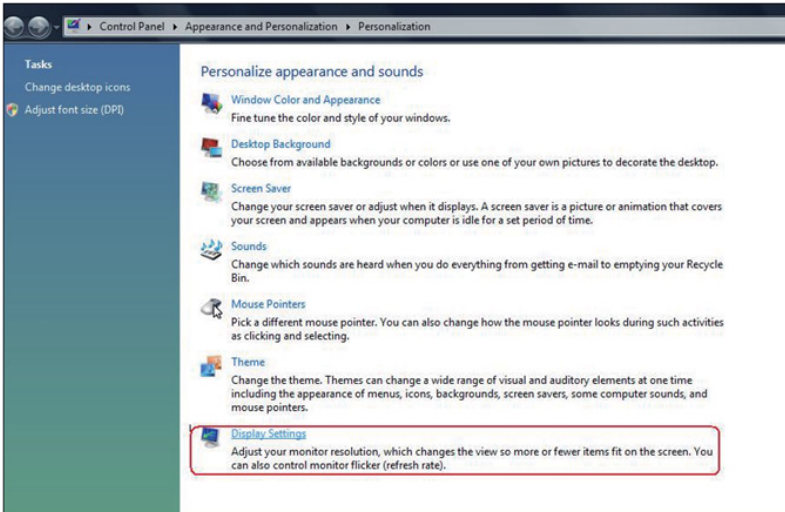 Control Panel ▸ Appearance and Personalization ▸ Personalization
Tasks
Change desktop icons
Adjust font size (DPI)
Personalize appearance and sounds
Window Color and Appearance
Fine tune the color and style of your windows.
Desktop Background
Choose from available backgrounds or colors or use one of your own pictures to decorate the desktop.
Screen Saver
Change your screen saver or adjust when it displays. A screen saver is a picture or animation that covers
your screen and appears when your computer is idle for a set period of time.
Sounds
Change which sounds are heard when you do everything from getting e-mail to emptying your Recycle
Bin.
Mouse Pointers
Pick a different mouse pointer. You can also change how the mouse pointer looks during such activities
as clicking and selecting.
Theme
Change the theme. Themes can change a wide range of visual and auditory elements at one time
including the appearance of menus, icons, backgrounds, screen savers, some computer sounds, and
mouse pointers.
Display Settings
Adjust your monitor resolution, which changes the view so more or fewer items fit on the screen. You
can also control monitor flicker (refresh rate).